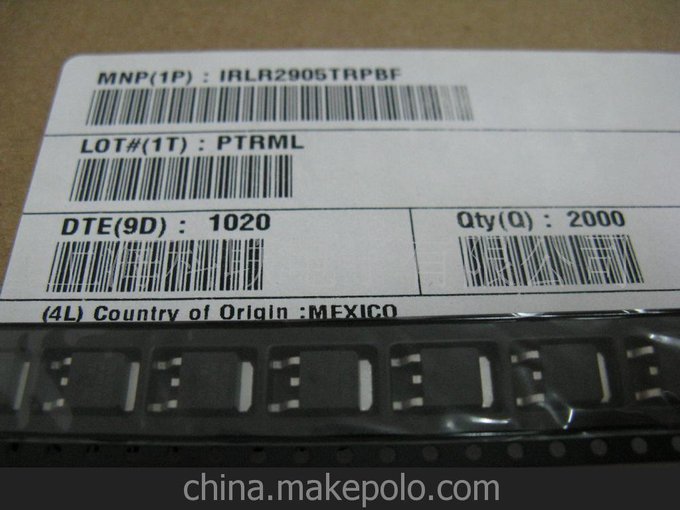 MNP(1P) : IRLR2905TRPBF
LOT#(1T) : PTRML
DTE(9D) : 1020
Qty(Q) : 2000
(4L) Country of Origin :MEXICO
china.makepolo.com